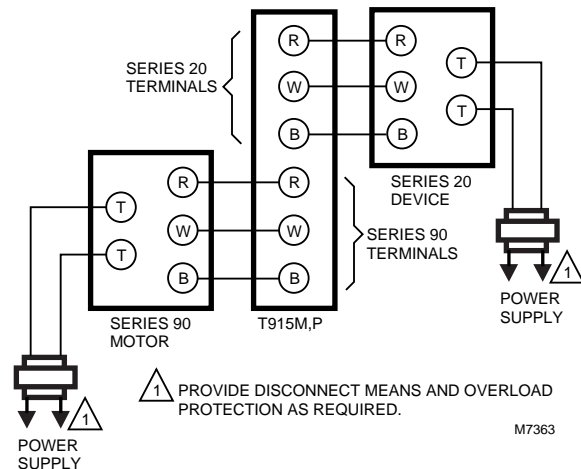 SERIES 20
TERMINALS
R
W
B
R
W
B
R
W
B
T
T
SERIES 20
DEVICE
SERIES 90
TERMINALS
T
T
R
W
B
SERIES 90
MOTOR
T915M,P
1
POWER
SUPPLY
1
POWER
SUPPLY
1 PROVIDE DISCONNECT MEANS AND OVERLOAD
PROTECTION AS REQUIRED.
M7363